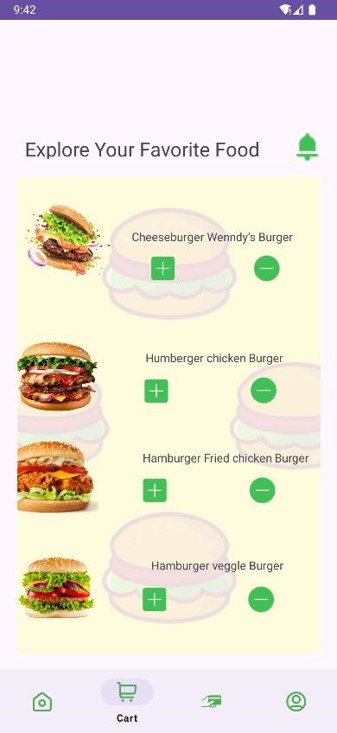 9:42
Explore Your Favorite Food
Cheeseburger Wenndy's Burger
Humberger chicken Burger
Hamburger Fried chicken Burger
Hamburger veggle Burger
Cart